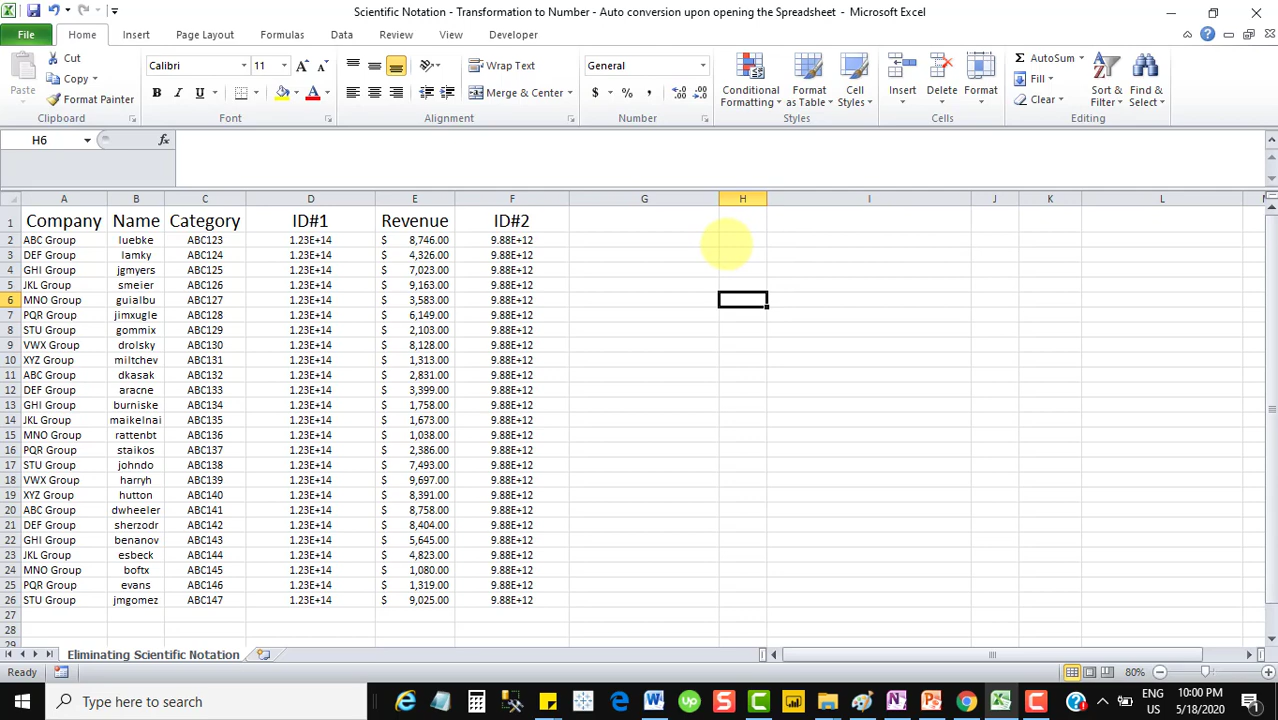 Scientific Notation - Transformation to Number - Auto conversion upon opening the Spreadsheet - Microsoft Excel
File Home Insert Page Layout Formulas Data Review View Developer
Cut Calibri 11 Wrap Text General AutoSum
Copy Fill
Paste Format Painter Merge & Center Conditional Formatting Format as Table Cell Styles Insert Delete Format Clear Sort & Filter Find & Select
Clipboard Font Alignment Number Styles Cells Editing
H6 fx
A B C D E F G H I J K L
1 Company Name Category ID#1 Revenue ID#2
2 ABC Group luebke ABC123 1.23E+14 $ 8,746.00 9.88E+12
3 DEF Group lamky ABC124 1.23E+14 $ 4,326.00 9.88E+12
4 GHI Group jgmyers ABC125 1.23E+14 $ 7,023.00 9.88E+12
5 JKL Group smeier ABC126 1.23E+14 $ 9,163.00 9.88E+12
6 MNO Group guialbu ABC127 1.23E+14 $ 3,583.00 9.88E+12
7 PQR Group jimxugle ABC128 1.23E+14 $ 6,149.00 9.88E+12
8 STU Group gommix ABC129 1.23E+14 $ 2,103.00 9.88E+12
9 VWX Group drolsky ABC130 1.23E+14 $ 8,128.00 9.88E+12
10 XYZ Group miltchev ABC131 1.23E+14 $ 1,313.00 9.88E+12
11 ABC Group dkasak ABC132 1.23E+14 $ 2,831.00 9.88E+12
12 DEF Group aracne ABC133 1.23E+14 $ 3,399.00 9.88E+12
13 GHI Group burniske ABC134 1.23E+14 $ 1,758.00 9.88E+12
14 JKL Group maikelnai ABC135 1.23E+14 $ 1,673.00 9.88E+12
15 MNO Group rattenbt ABC136 1.23E+14 $ 1,038.00 9.88E+12
16 PQR Group staikos ABC137 1.23E+14 $ 2,386.00 9.88E+12
17 STU Group johndo ABC138 1.23E+14 $ 7,493.00 9.88E+12
18 VWX Group harryh ABC139 1.23E+14 $ 9,697.00 9.88E+12
19 XYZ Group hutton ABC140 1.23E+14 $ 8,391.00 9.88E+12
20 ABC Group dwheeler ABC141 1.23E+14 $ 8,758.00 9.88E+12
21 DEF Group sherzodr ABC142 1.23E+14 $ 8,404.00 9.88E+12
22 GHI Group benanov ABC143 1.23E+14 $ 5,645.00 9.88E+12
23 JKL Group esbeck ABC144 1.23E+14 $ 4,823.00 9.88E+12
24 MNO Group boftx ABC145 1.23E+14 $ 1,080.00 9.88E+12
25 PQR Group evans ABC146 1.23E+14 $ 1,319.00 9.88E+12
26 STU Group jmgomez ABC147 1.23E+14 $ 9,025.00 9.88E+12
27
28
29
Eliminating Scientific Notation
Ready 80%
Type here to search ENG US 10:00 PM 5/18/2020